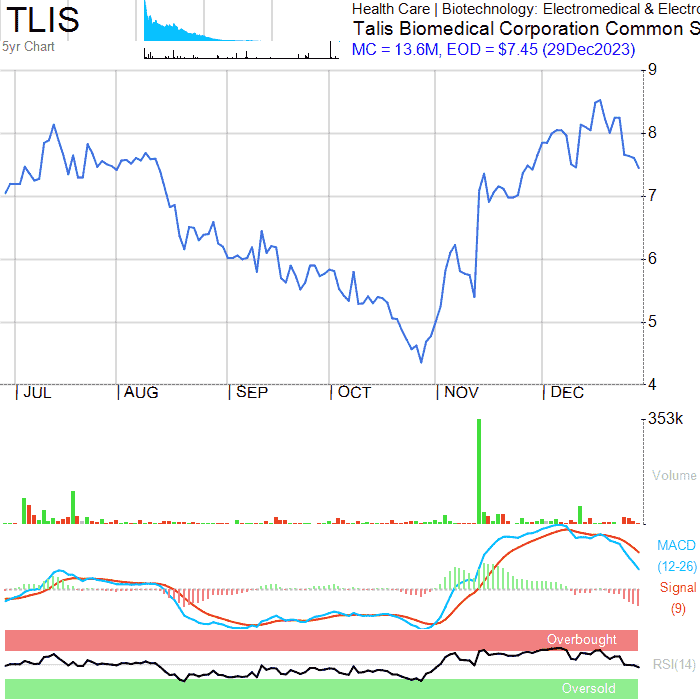 TLIS
5yr Chart
Health Care | Biotechnology: Electromedical & Electro
Talis Biomedical Corporation Common S
MC = 13.6M, EOD = $7.45 (29Dec2023)
9
8
7
6
5
4
JUL AUG SEP OCT NOV DEC
353k
Volume
MACD
(12-26)
Signal
(9)
Overbought
RSI(14)
Oversold